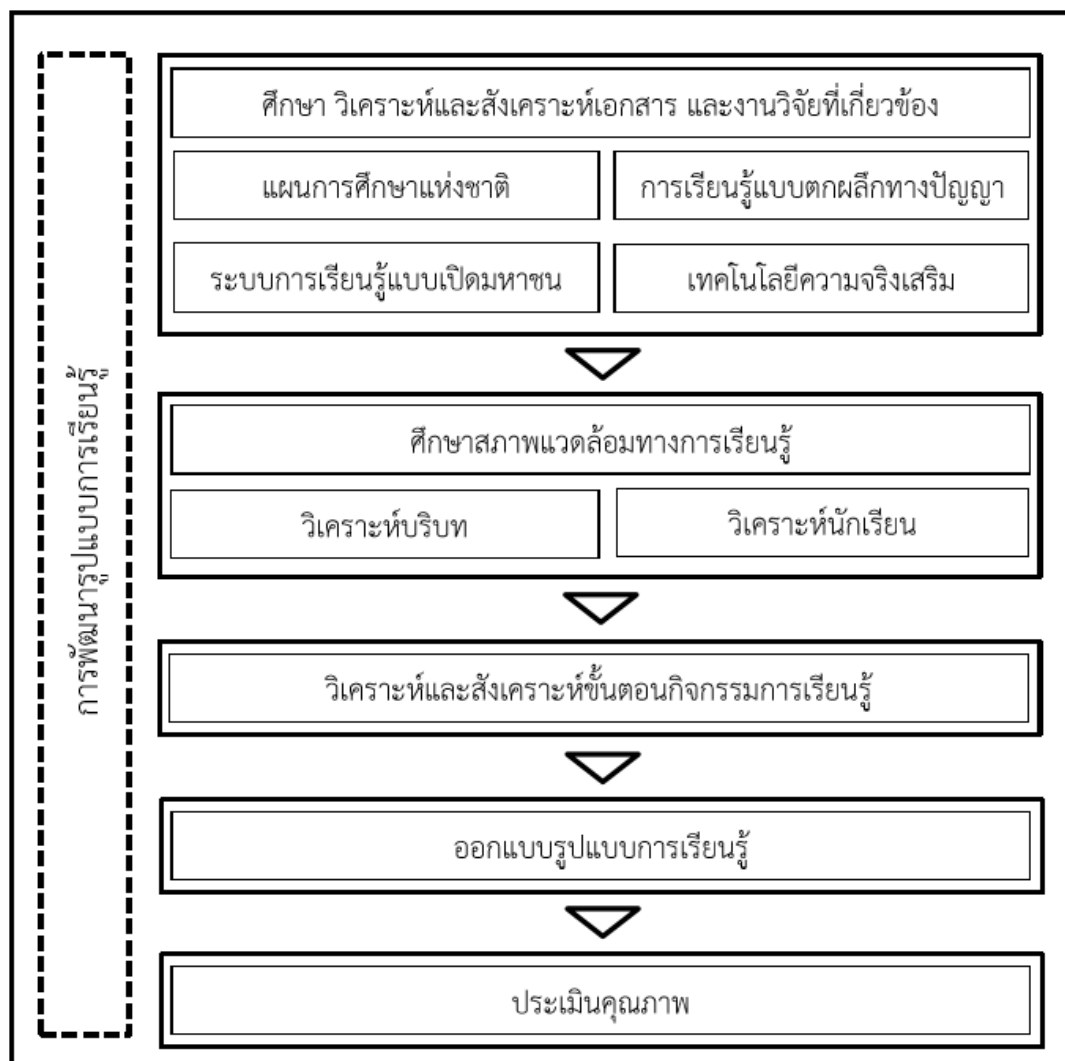 การพัฒนารูปแบบการเรียนรู้
ศึกษา วิเคราะห์และสังเคราะห์เอกสาร และงานวิจัยที่เกี่ยวข้อง
แผนการศึกษาแห่งชาติ
การเรียนรู้แบบตกผลึกทางปัญญา
ระบบการเรียนรู้แบบเปิดมหาชน
เทคโนโลยีความจริงเสริม
ศึกษาสภาพแวดล้อมทางการเรียนรู้
วิเคราะห์บริบท
วิเคราะห์นักเรียน
วิเคราะห์และสังเคราะห์ขั้นตอนกิจกรรมการเรียนรู้
ออกแบบรูปแบบการเรียนรู้
ประเมินคุณภาพ